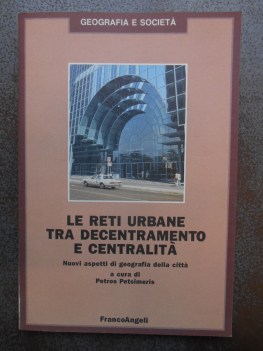 GEOGRAFIA E SOCIETÀ
LE RETI URBANE
TRA DECENTRAMENTO
E CENTRALITÀ
Nuovi aspetti di geografia della città
a cura di
Petros Petsimeris
FrancoAngeli